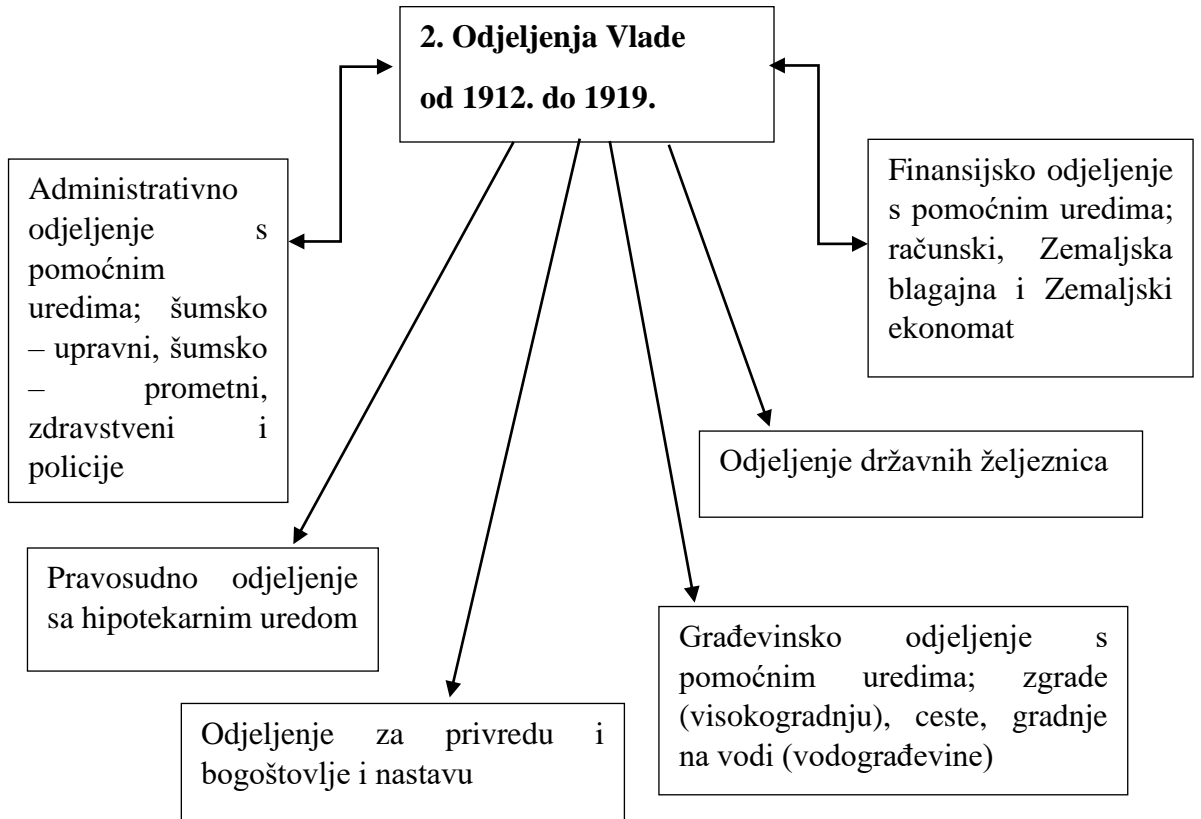 2. Odjeljenja Vlade
od 1912. do 1919.
Administrativno
odjeljenje s
pomoćnim
uredima; šumsko
– upravni, šumsko
– prometni,
zdravstveni i
policije
Finansijsko odjeljenje
s pomoćnim uredima;
računski, Zemaljska
blagajna i Zemaljski
ekonomat
Odjeljenje državnih željeznica
Pravosudno odjeljenje
sa hipotekarnim uredom
Građevinsko odjeljenje s
pomoćnim uredima; zgrade
(visokogradnju), ceste, gradnje
na vodi (vodograđevine)
Odjeljenje za privredu i
bogoštovlje i nastavu